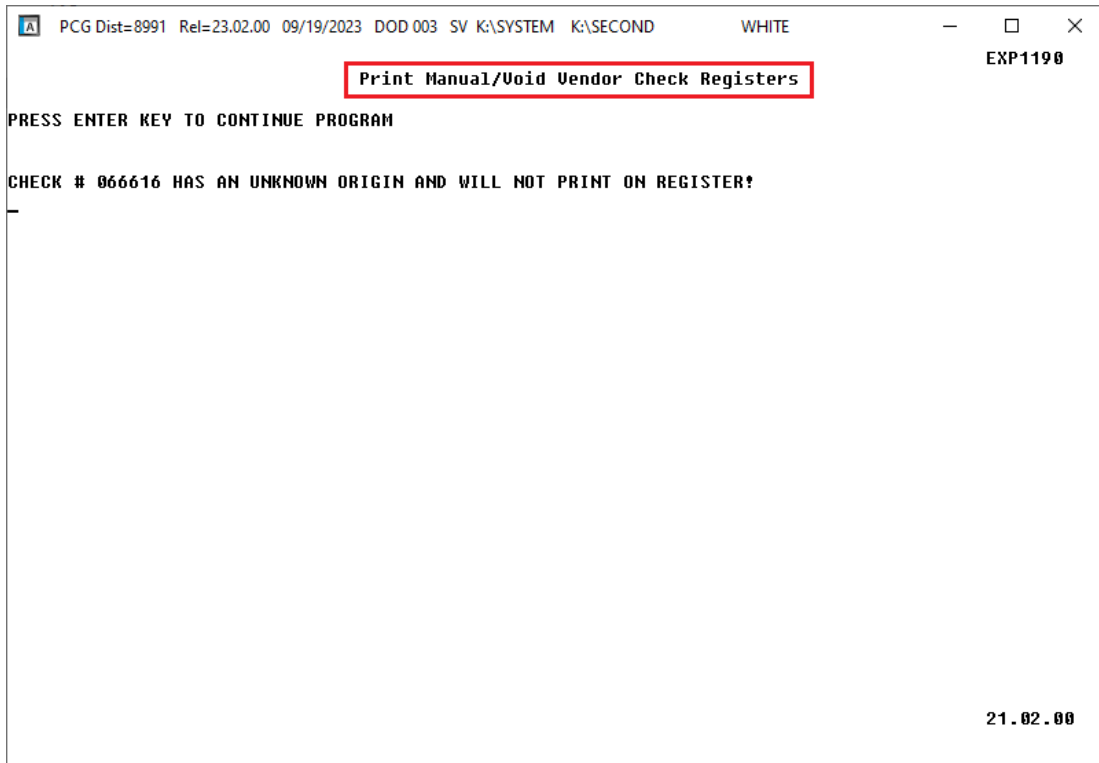 PCG Dist=8991 Rel=23.02.00 09/19/2023 DOD 003 SV K:\SYSTEM K:\SECOND WHITE
EXP1190
Print Manual/Void Vendor Check Registers
PRESS ENTER KEY TO CONTINUE PROGRAM
CHECK # 066616 HAS AN UNKNOWN ORIGIN AND WILL NOT PRINT ON REGISTER!
21.02.00